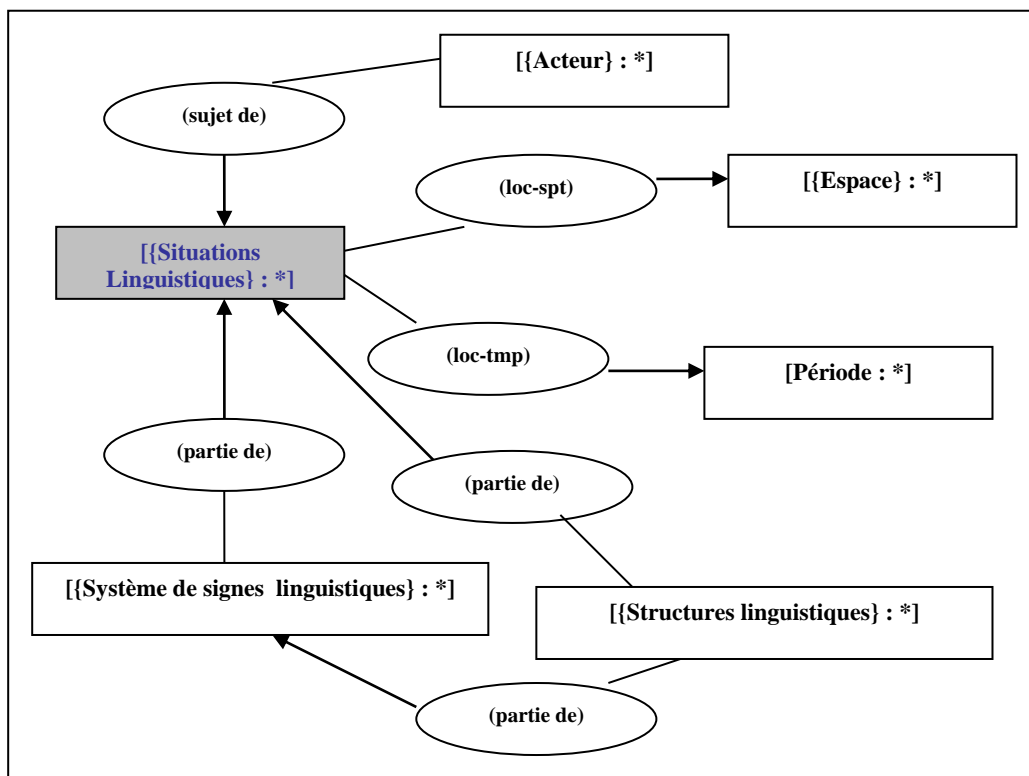 [{Acteur} : *]
(sujet de)
(loc-spt)
[{Espace} : *]
[{Situations
Linguistiques} : *]
(loc-tmp)
[Période : *]
(partie de)
(partie de)
[{Système de signes linguistiques} : *]
[{Structures linguistiques} : *]
(partie de)